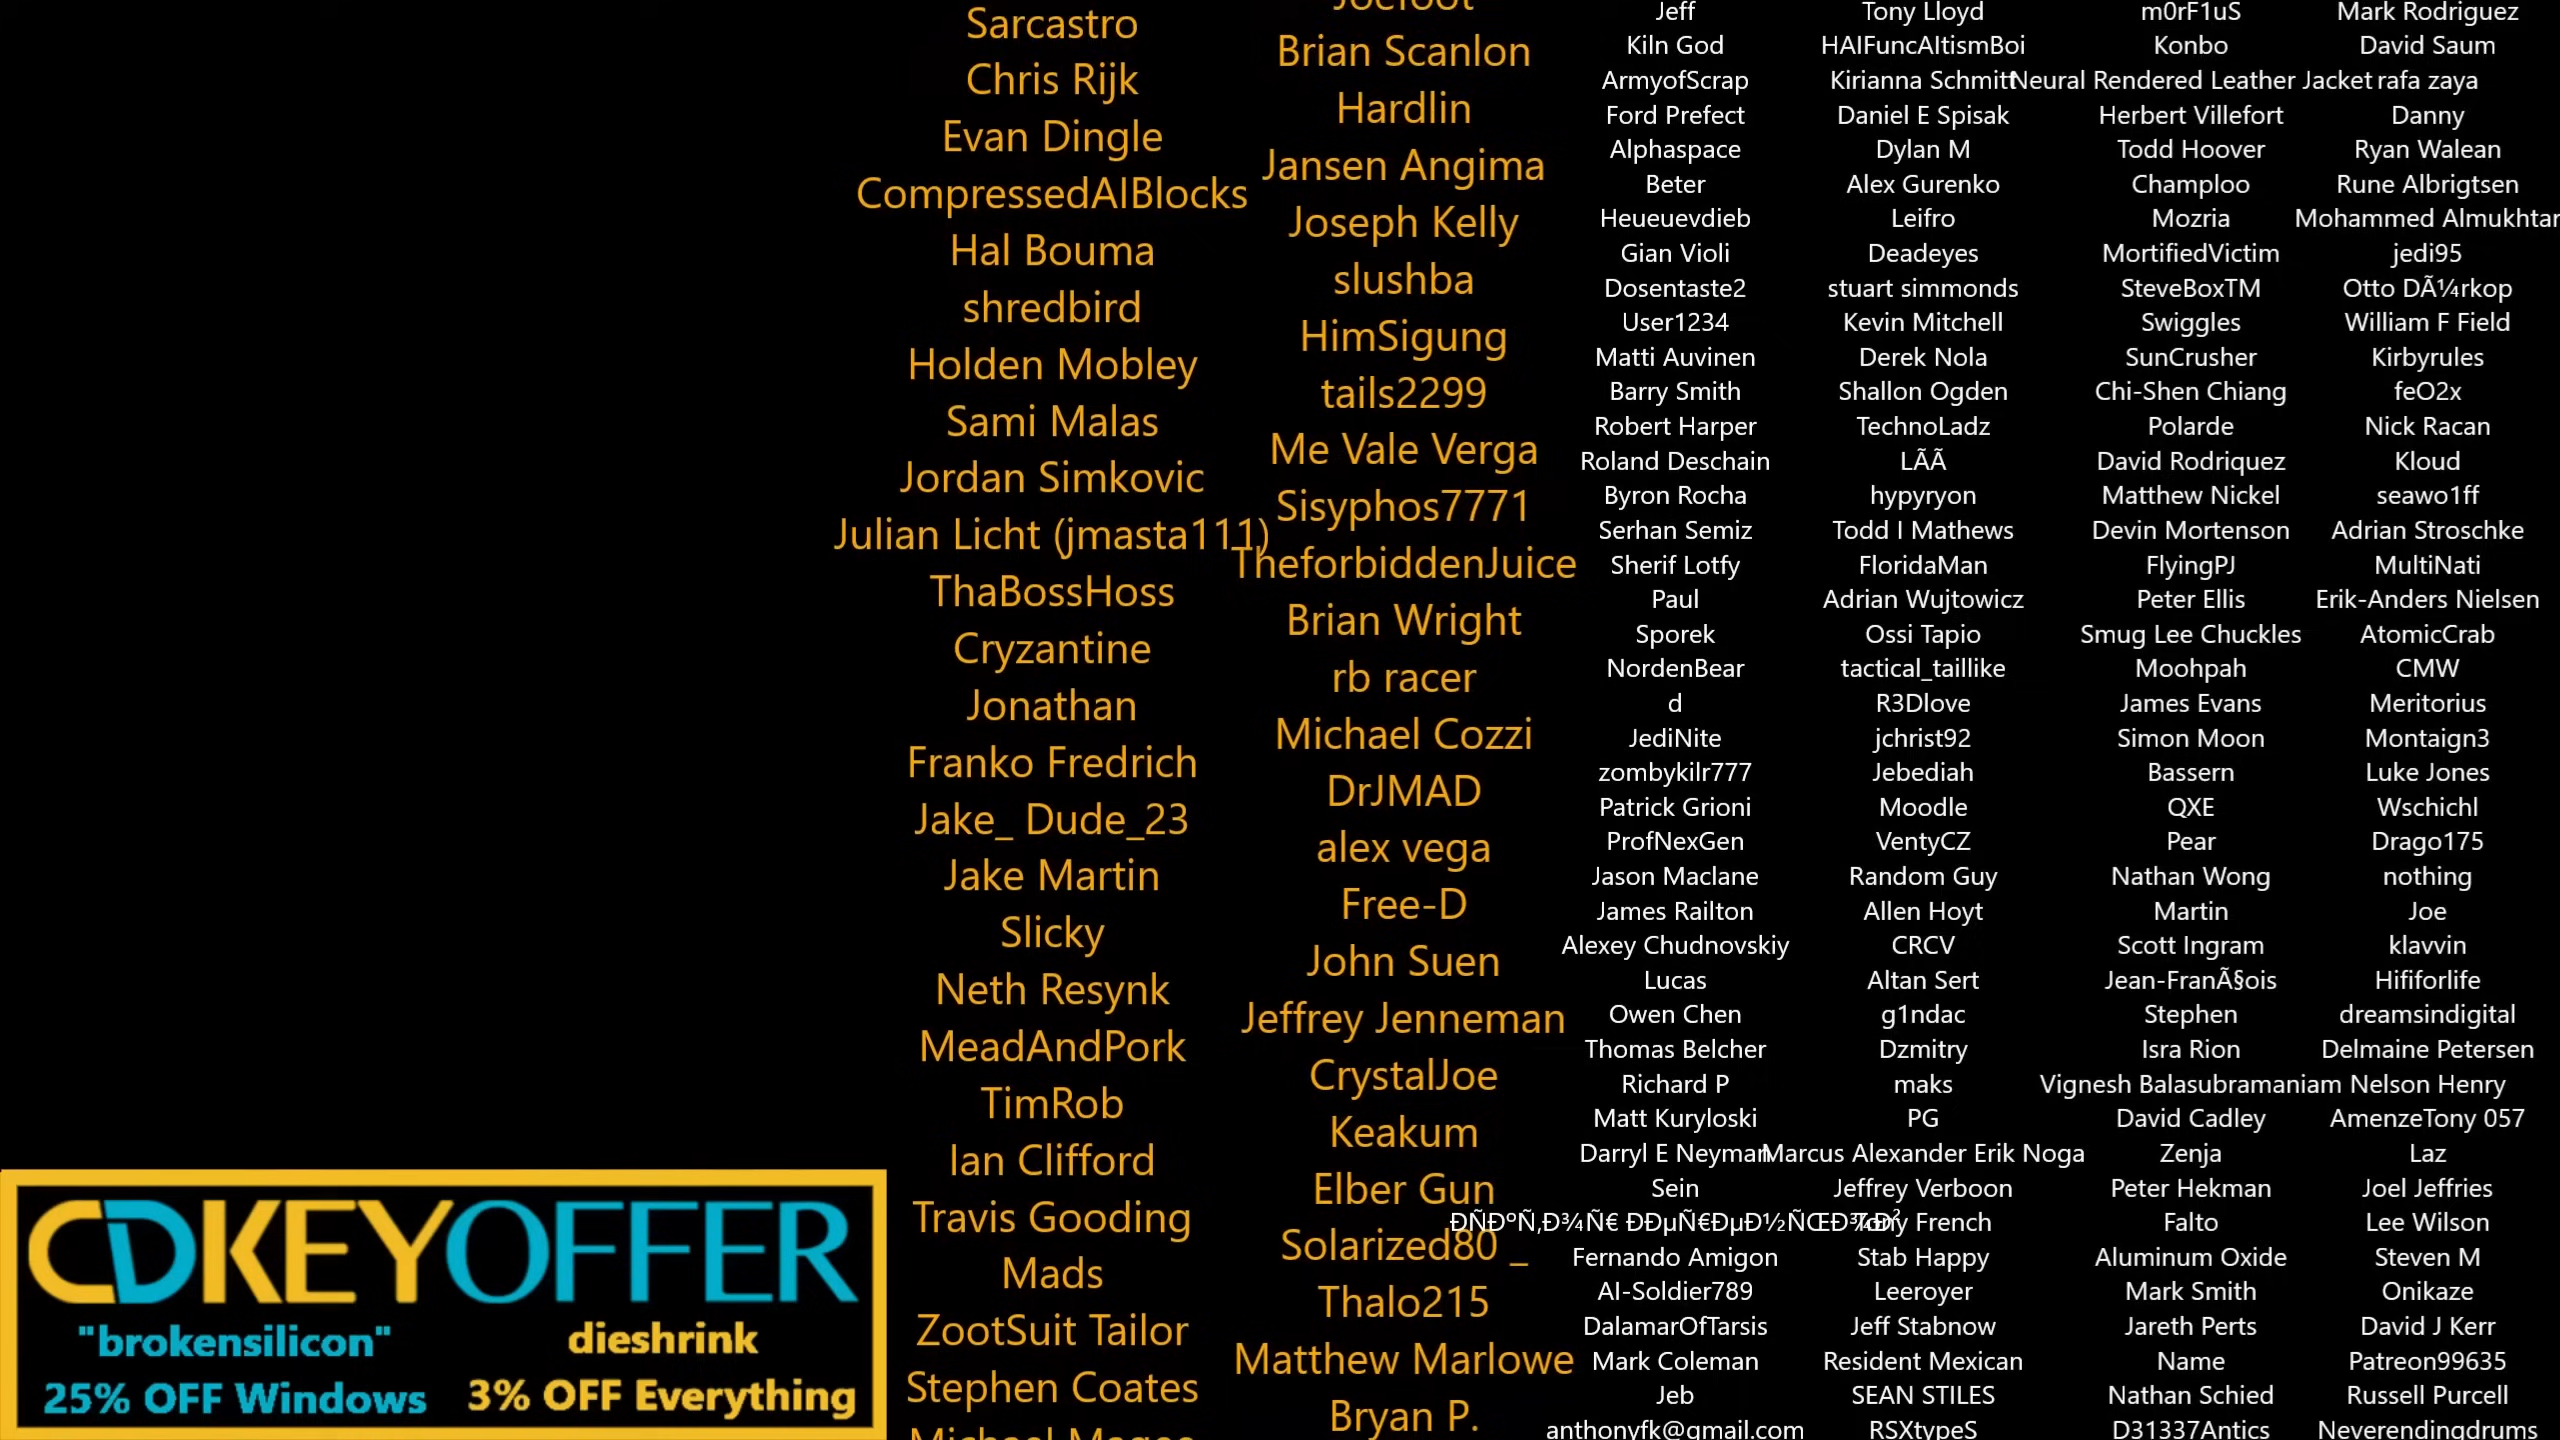 Sarcastro
Chris Rijk
Evan Dingle
CompressedAIBlocks
Hal Bouma
shredbird
Holden Mobley
Sami Malas
Jordan Simkovic
Julian Licht (jmasta111)
ThaBossHoss
Cryzantine
Jonathan
Franko Fredrich
Jake_ Dude_23
Jake Martin
Slicky
Neth Resynk
MeadAndPork
TimRob
Ian Clifford
Travis Gooding
Mads
ZootSuit Tailor
Stephen Coates
Brian Scanlon
Hardlin
Jansen Angima
Joseph Kelly
slushba
HimSigung
tails2299
Me Vale Verga
Sisyphos7771
TheforbiddenJuice
Brian Wright
rb racer
Michael Cozzi
DrJMAD
alex vega
Free-D
John Suen
Jeffrey Jenneman
CrystalJoe
Keakum
Elber Gun
Solarized80 _
Thalo215
Matthew Marlowe
Bryan P.
Jeff
Kiln God
ArmyofScrap
Ford Prefect
Alphaspace
Beter
Heueuevdieb
Gian Violi
Dosentaste2
User1234
Matti Auvinen
Barry Smith
Robert Harper
Roland Deschain
Byron Rocha
Serhan Semiz
Sherif Lotfy
Paul
Sporek
NordenBear
d
JediNite
zombykilr777
Patrick Grioni
ProfNexGen
Jason Maclane
James Railton
Alexey Chudnovskiy
Lucas
Owen Chen
Thomas Belcher
Richard P
Matt Kuryloski
Darryl E Neyman
Sein
Fernando Amigon
AI-Soldier789
DalamarOfTarsis
Mark Coleman
Jeb
anthonyfk@gmail.com
Tony Lloyd
HAIFuncAItismBoi
Kirianna Schmitt
Daniel E Spisak
Dylan M
Alex Gurenko
Leifro
Deadeyes
stuart simmonds
Kevin Mitchell
Derek Nola
Shallon Ogden
TechnoLadz
LÃÃ
hypyryon
Todd I Mathews
FloridaMan
Adrian Wujtowicz
Ossi Tapio
tactical_taillike
R3Dlove
jchrist92
Jebediah
Moodle
VentyCZ
Random Guy
Allen Hoyt
CRCV
Altan Sert
g1ndac
Dzmitry
maks
PG
Marcus Alexander Erik Noga
Jeffrey Verboon
Tony French
Stab Happy
Leeroyer
Jeff Stabnow
Resident Mexican
SEAN STILES
RSXtypeS
m0rF1uS
Konbo
Neural Rendered Leather Jacket
Herbert Villefort
Todd Hoover
Champloo
Mozria
MortifiedVictim
SteveBoxTM
Swiggles
SunCrusher
Chi-Shen Chiang
Polarde
David Rodriquez
Matthew Nickel
Devin Mortenson
FlyingPJ
Peter Ellis
Smug Lee Chuckles
Moohpah
James Evans
Simon Moon
Bassern
QXE
Pear
Nathan Wong
Martin
Scott Ingram
Jean-FranÃ§ois
Stephen
Isra Rion
Vignesh Balasubramaniam
David Cadley
Zenja
Peter Hekman
Falto
Aluminum Oxide
Mark Smith
Jareth Perts
Name
Nathan Schied
D31337Antics
Mark Rodriguez
David Saum
rafa zaya
Danny
Ryan Walean
Rune Albrigtsen
Mohammed Almukhtar
jedi95
Otto DÃ¼rkop
William F Field
Kirbyrules
feO2x
Nick Racan
Kloud
seawo1ff
Adrian Stroschke
MultiNati
Erik-Anders Nielsen
AtomicCrab
CMW
Meritorius
Montaign3
Luke Jones
Wschichl
Drago175
nothing
Joe
klavvin
Hififorlife
dreamsindigital
Delmaine Petersen
Nelson Henry
AmenzeTony 057
Laz
Joel Jeffries
Lee Wilson
Steven M
Onikaze
David J Kerr
Patreon99635
Russell Purcell
Neverendingdrums
CDKEYOFFER
"brokensilicon"
25% OFF Windows
dieshrink
3% OFF Everything